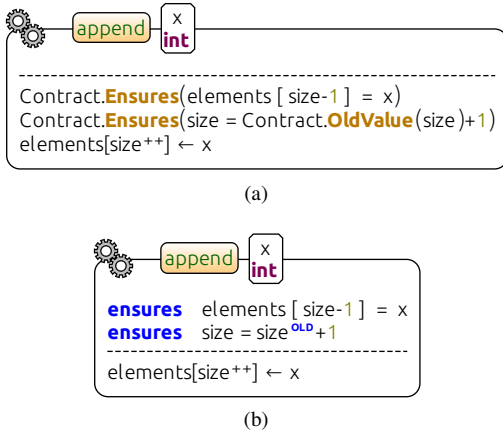 append x
int
Contract.Ensures(elements [ size-1 ] = x)
Contract.Ensures(size = Contract.OldValue(size)+1)
elements[size++] ← x
(a)
append x
int
ensures elements [ size-1 ] = x
ensures size = size OLD+1
elements[size++] ← x
(b)